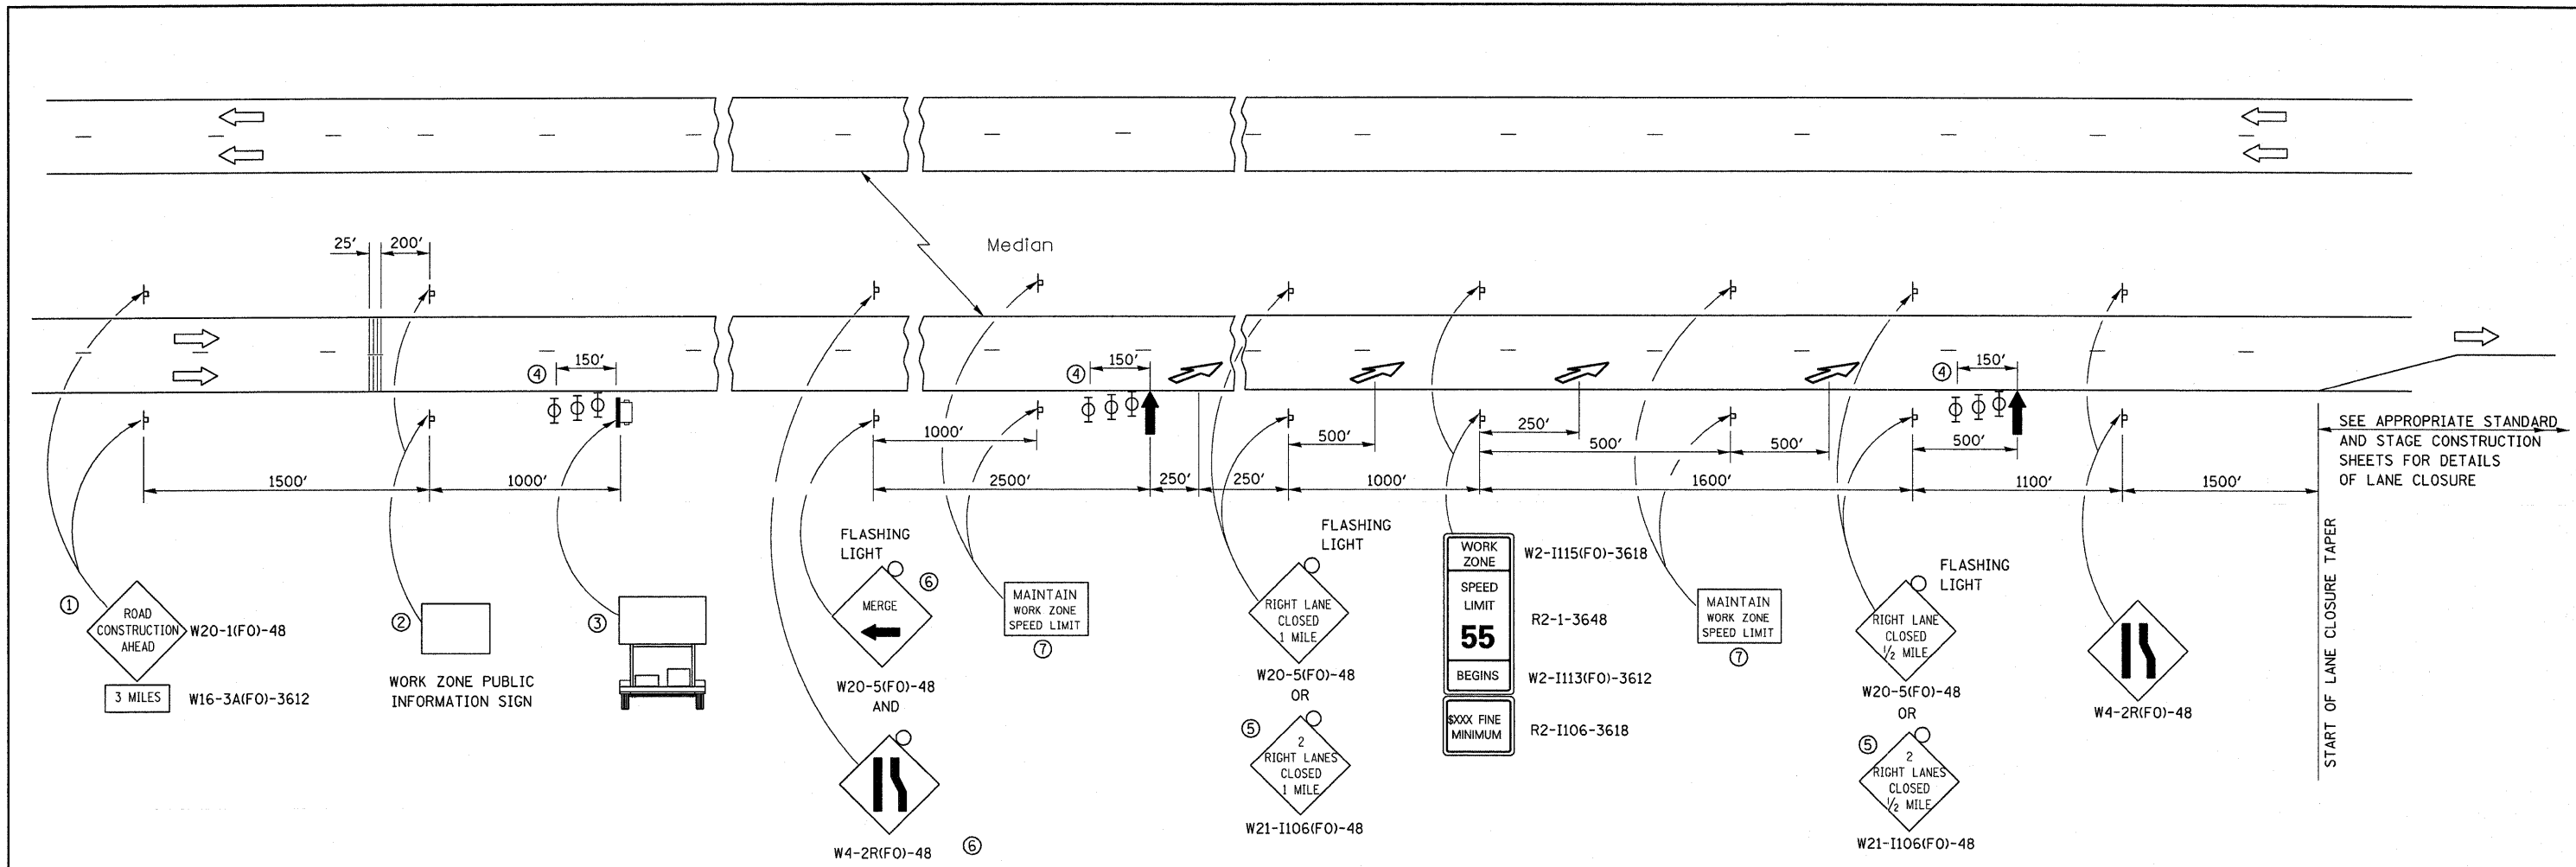 25' 200'
Median
④ 150'
④ 150'
④ 150'
1000'
500'
250'
500' 500'
500'
1500' 1000' 2500' 250' 250' 1000' 1600' 1100' 1500'
SEE APPROPRIATE STANDARD
AND STAGE CONSTRUCTION
SHEETS FOR DETAILS
OF LANE CLOSURE
START OF LANE CLOSURE TAPER
①
ROAD
CONSTRUCTION
AHEAD
W20-1(FO)-48
3 MILES
W16-3A(FO)-3612
②
WORK ZONE PUBLIC
INFORMATION SIGN
③
FLASHING
LIGHT
⑥
MERGE
W20-5(FO)-48
AND
W4-2R(FO)-48 ⑥
MAINTAIN
WORK ZONE
SPEED LIMIT
⑦
FLASHING
LIGHT
RIGHT LANE
CLOSED
1 MILE
W20-5(FO)-48
OR
⑤
2
RIGHT LANES
CLOSED
1 MILE
W21-I106(FO)-48
WORK
ZONE
W2-I115(FO)-3618
SPEED
LIMIT
55
R2-1-3648
BEGINS
W2-I113(FO)-3612
$XXX FINE
MINIMUM
R2-I106-3618
MAINTAIN
WORK ZONE
SPEED LIMIT
⑦
FLASHING
LIGHT
RIGHT LANE
CLOSED
1/2 MILE
W20-5(FO)-48
OR
⑤
2
RIGHT LANES
CLOSED
1/2 MILE
W21-I106(FO)-48
W4-2R(FO)-48